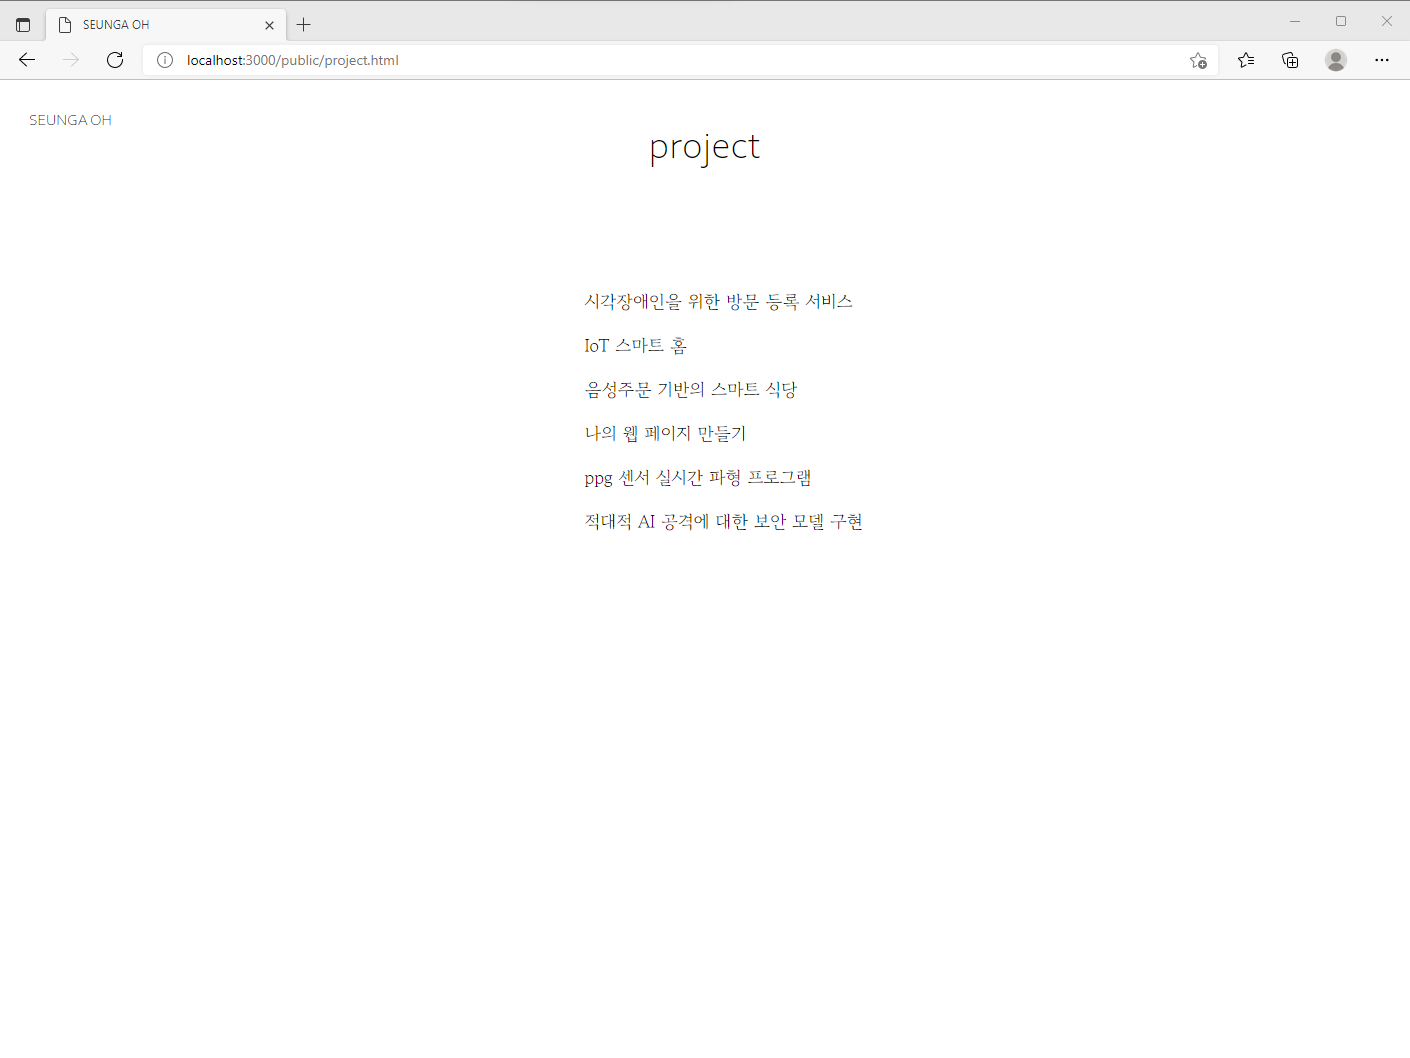 SEUNGA OH
localhost:3000/public/project.html
SEUNGA OH
project
시각장애인을 위한 방문 등록 서비스
IoT 스마트 홈
음성주문 기반의 스마트 식당
나의 웹 페이지 만들기
ppg 센서 실시간 파형 프로그램
적대적 AI 공격에 대한 보안 모델 구현